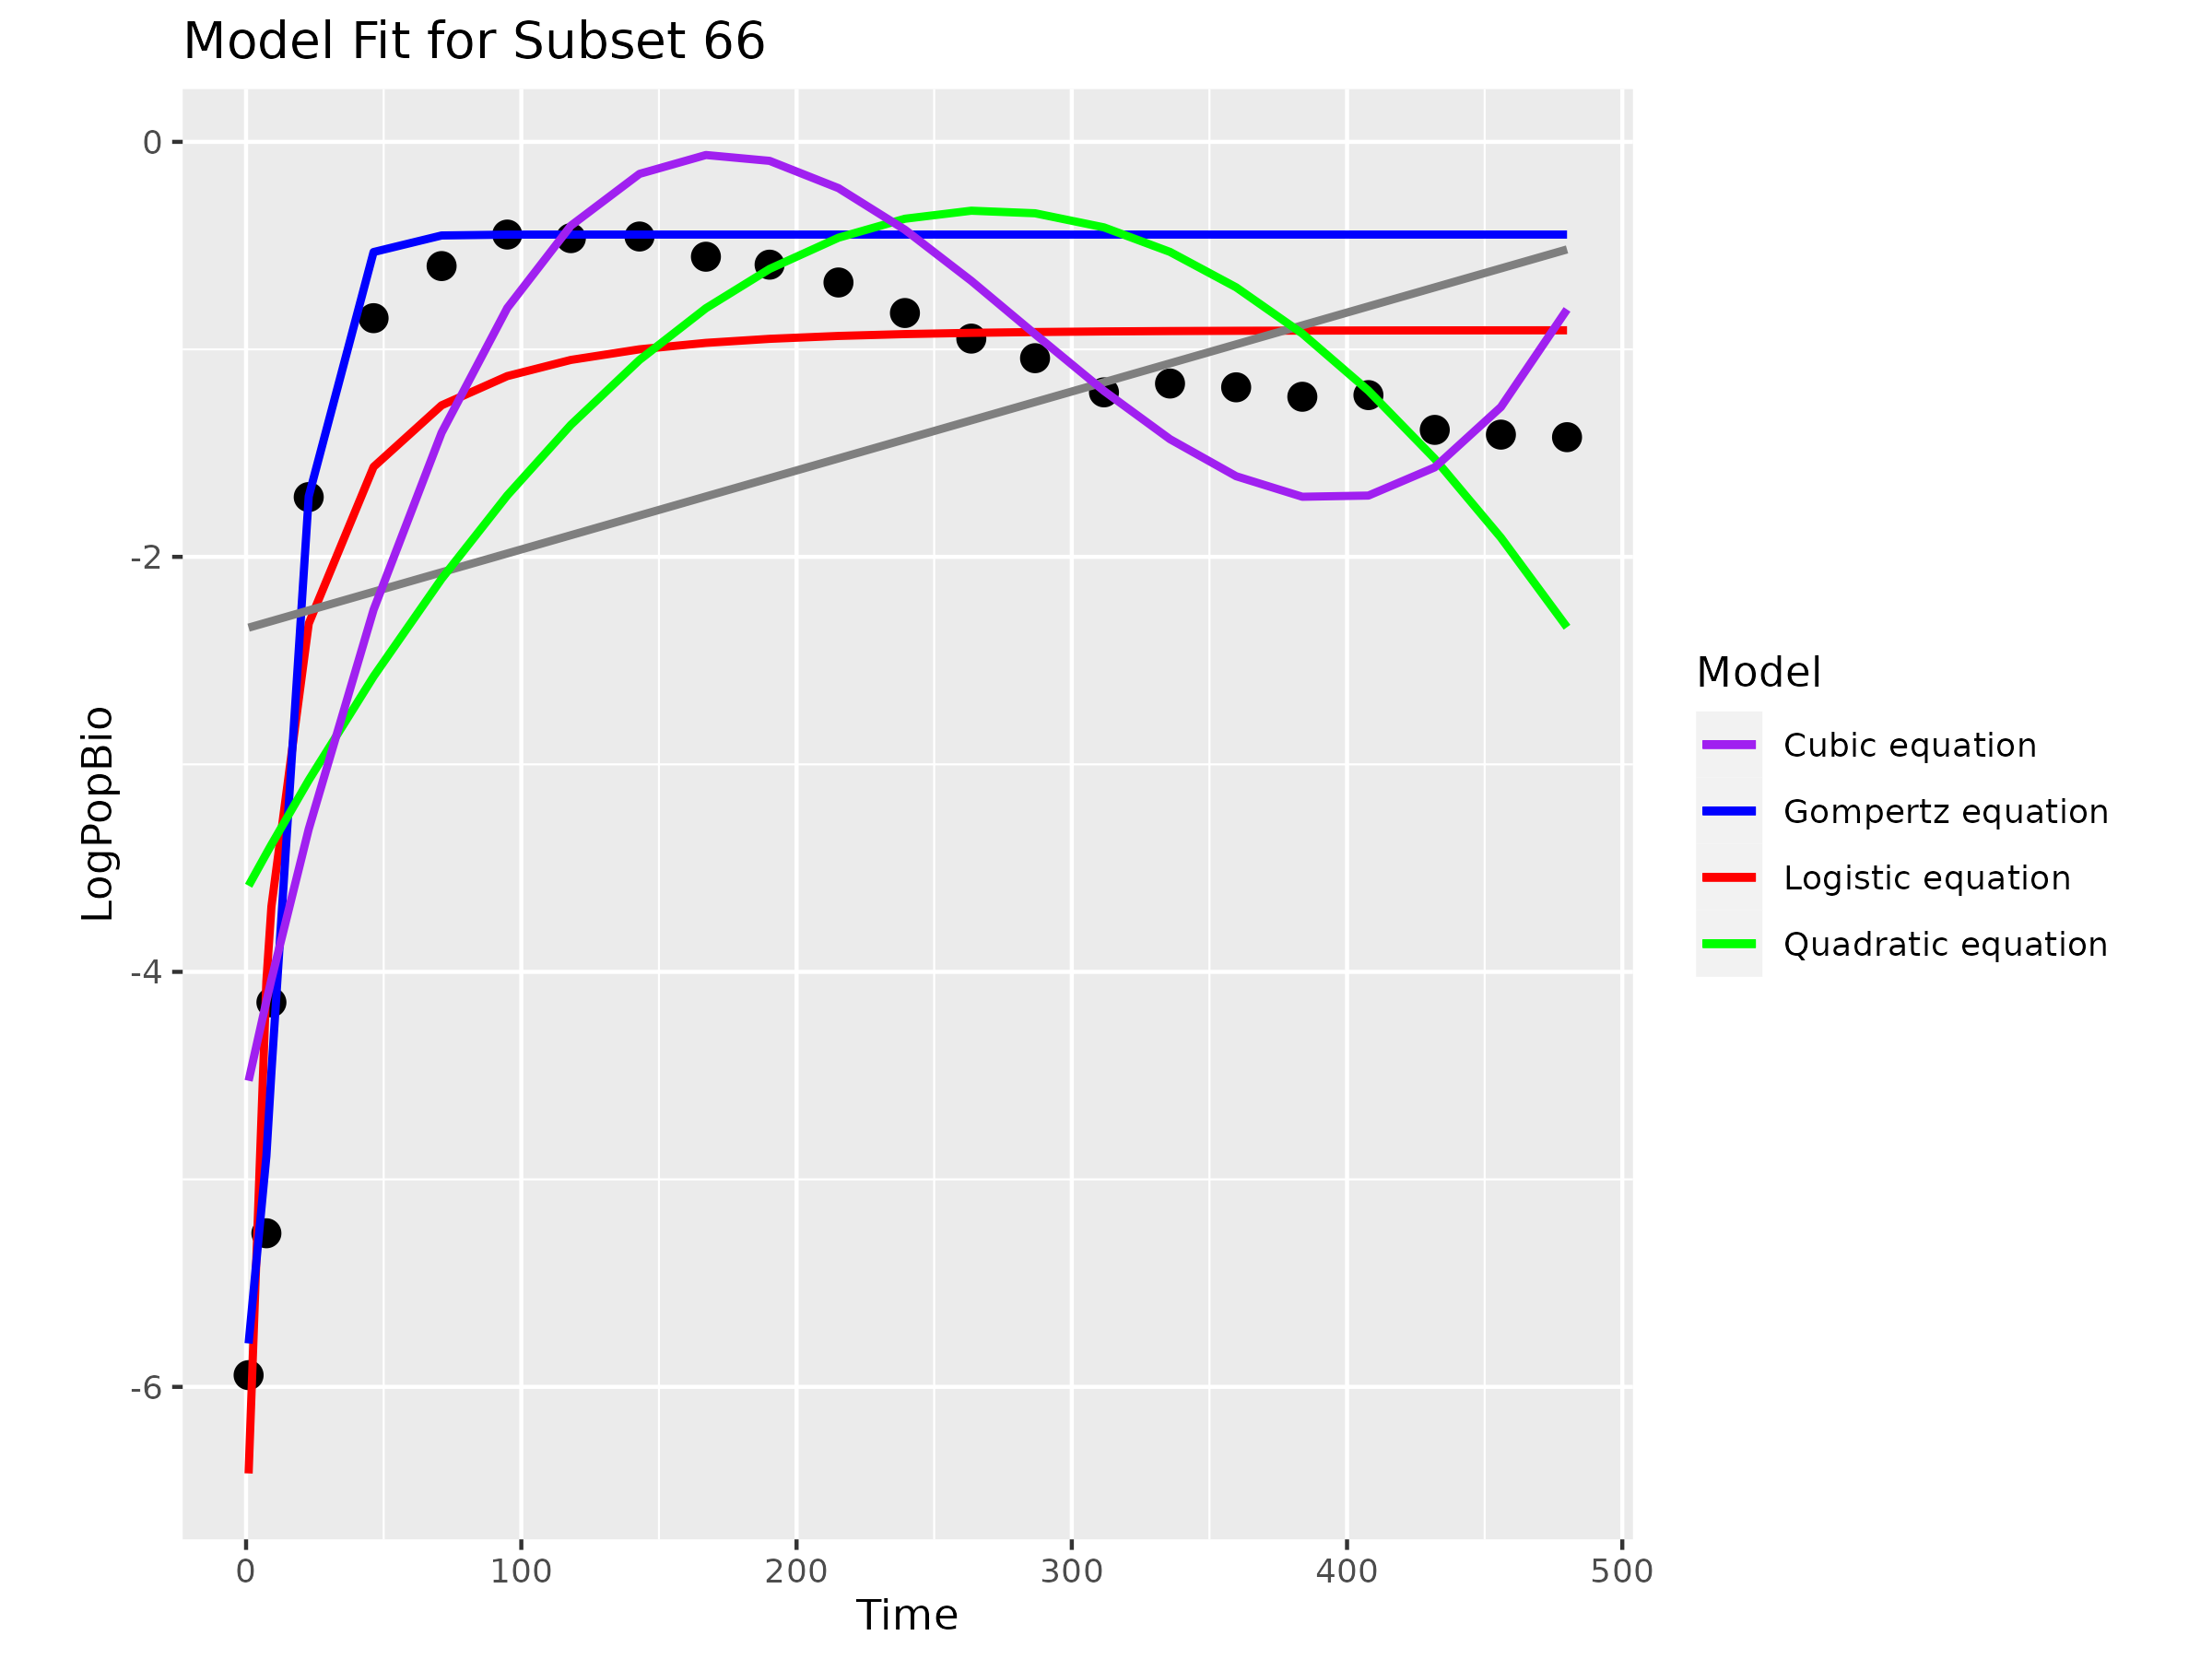 Model Fit for Subset 66
0
-2
-4
-6
LogPopBio
0 100 200 300 400 500
Time
Model
Cubic equation
Gompertz equation
Logistic equation
Quadratic equation